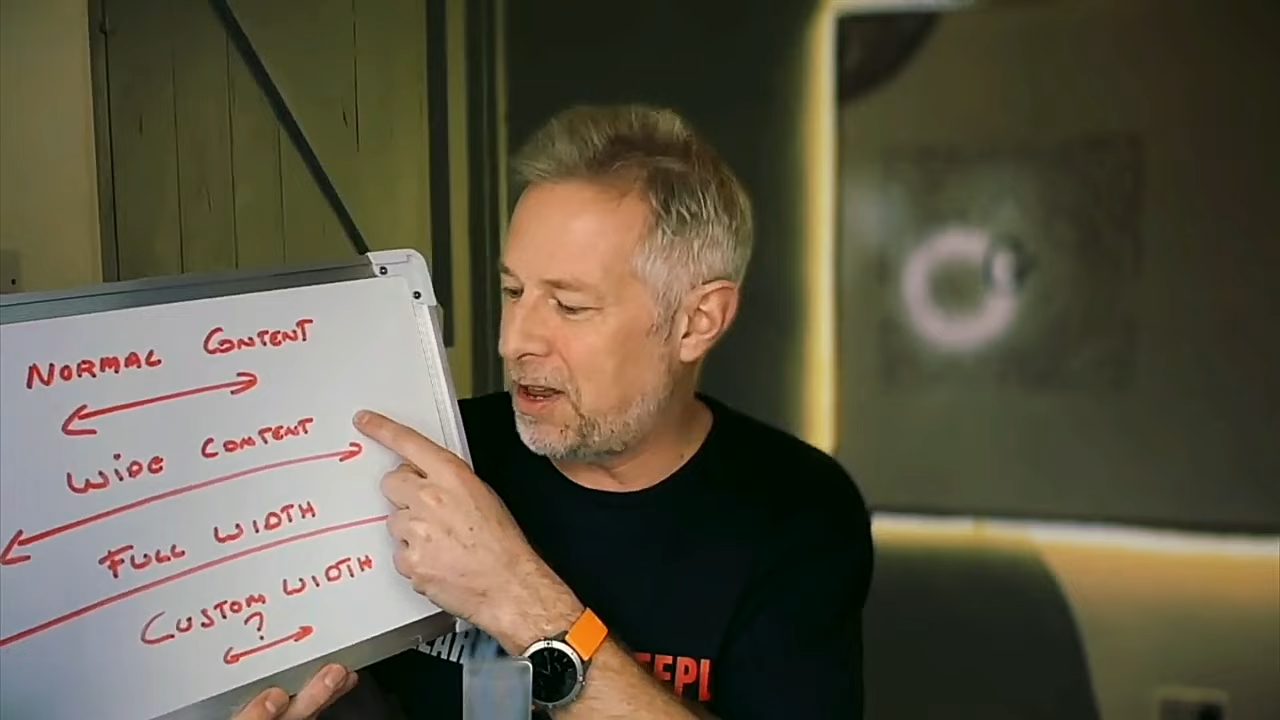 NORMAL CONTENT
WIDE CONTENT
FULL WIDTH
CUSTOM WIDTH
?